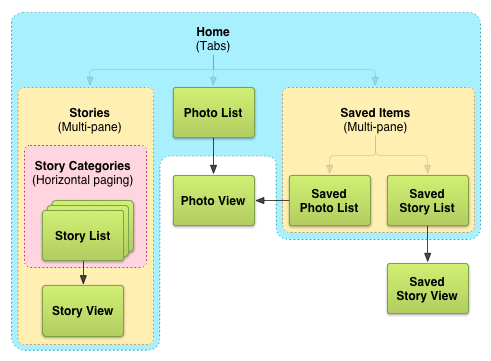 Home
(Tabs)
Stories
(Multi-pane)
Photo List
Saved Items
(Multi-pane)
Story Categories
(Horizontal paging)
Photo View
Saved
Photo List
Saved
Story List
Story List
Story View
Saved
Story View